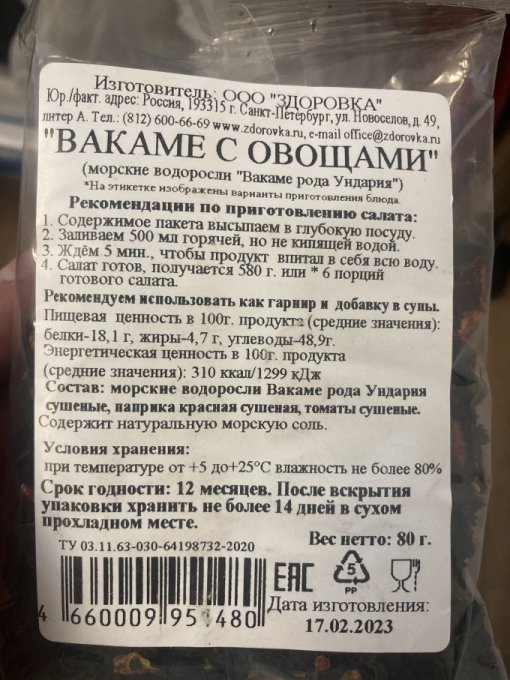 Изготовитель: ООО "ЗДОРОВКА"
Юр./факт. адрес: Россия, 193315 г. Санкт-Петербург, ул. Новоселов, д. 49,
литер А. Тел.: (812) 600-66-69 www.zdorovka.ru, e-mail office@zdorovka.ru
"ВАКАМЕ С ОВОЩАМИ"
(морские водоросли "Вакаме рода Ундария")
*На этикетке изображены варианты приготовления блюда.
Рекомендации по приготовлению салата:
1. Содержимое пакета высыпаем в глубокую посуду.
2. Заливаем 500 мл горячей, но не кипящей водой.
3. Ждём 5 мин., чтобы продукт впитал в себя всю воду.
4. Салат готов, получается 580 г. или * 6 порций
готового салата.
Рекомендуем использовать как гарнир и добавку в супы.
Пищевая ценность в 100г. продукта (средние значения):
белки-18,1 г, жиры-4,7 г, углеводы-48,9г.
Энергетическая ценность в 100г. продукта
(средние значения): 310 ккал/1299 кДж
Состав: морские водоросли Вакаме рода Ундария
сушеные, паприка красная сушеная, томаты сушеные.
Содержит натуральную морскую соль.
Условия хранения:
при температуре от +5 до+25°С влажность не более 80%
Срок годности: 12 месяцев. После вскрытия
упаковки хранить не более 14 дней в сухом
прохладном месте.
Вес нетто: 80 г.
ТУ 03.11.63-030-64198732-2020
4 660009 951480
EAC
5
PP
Дата изготовления:
17.02.2023